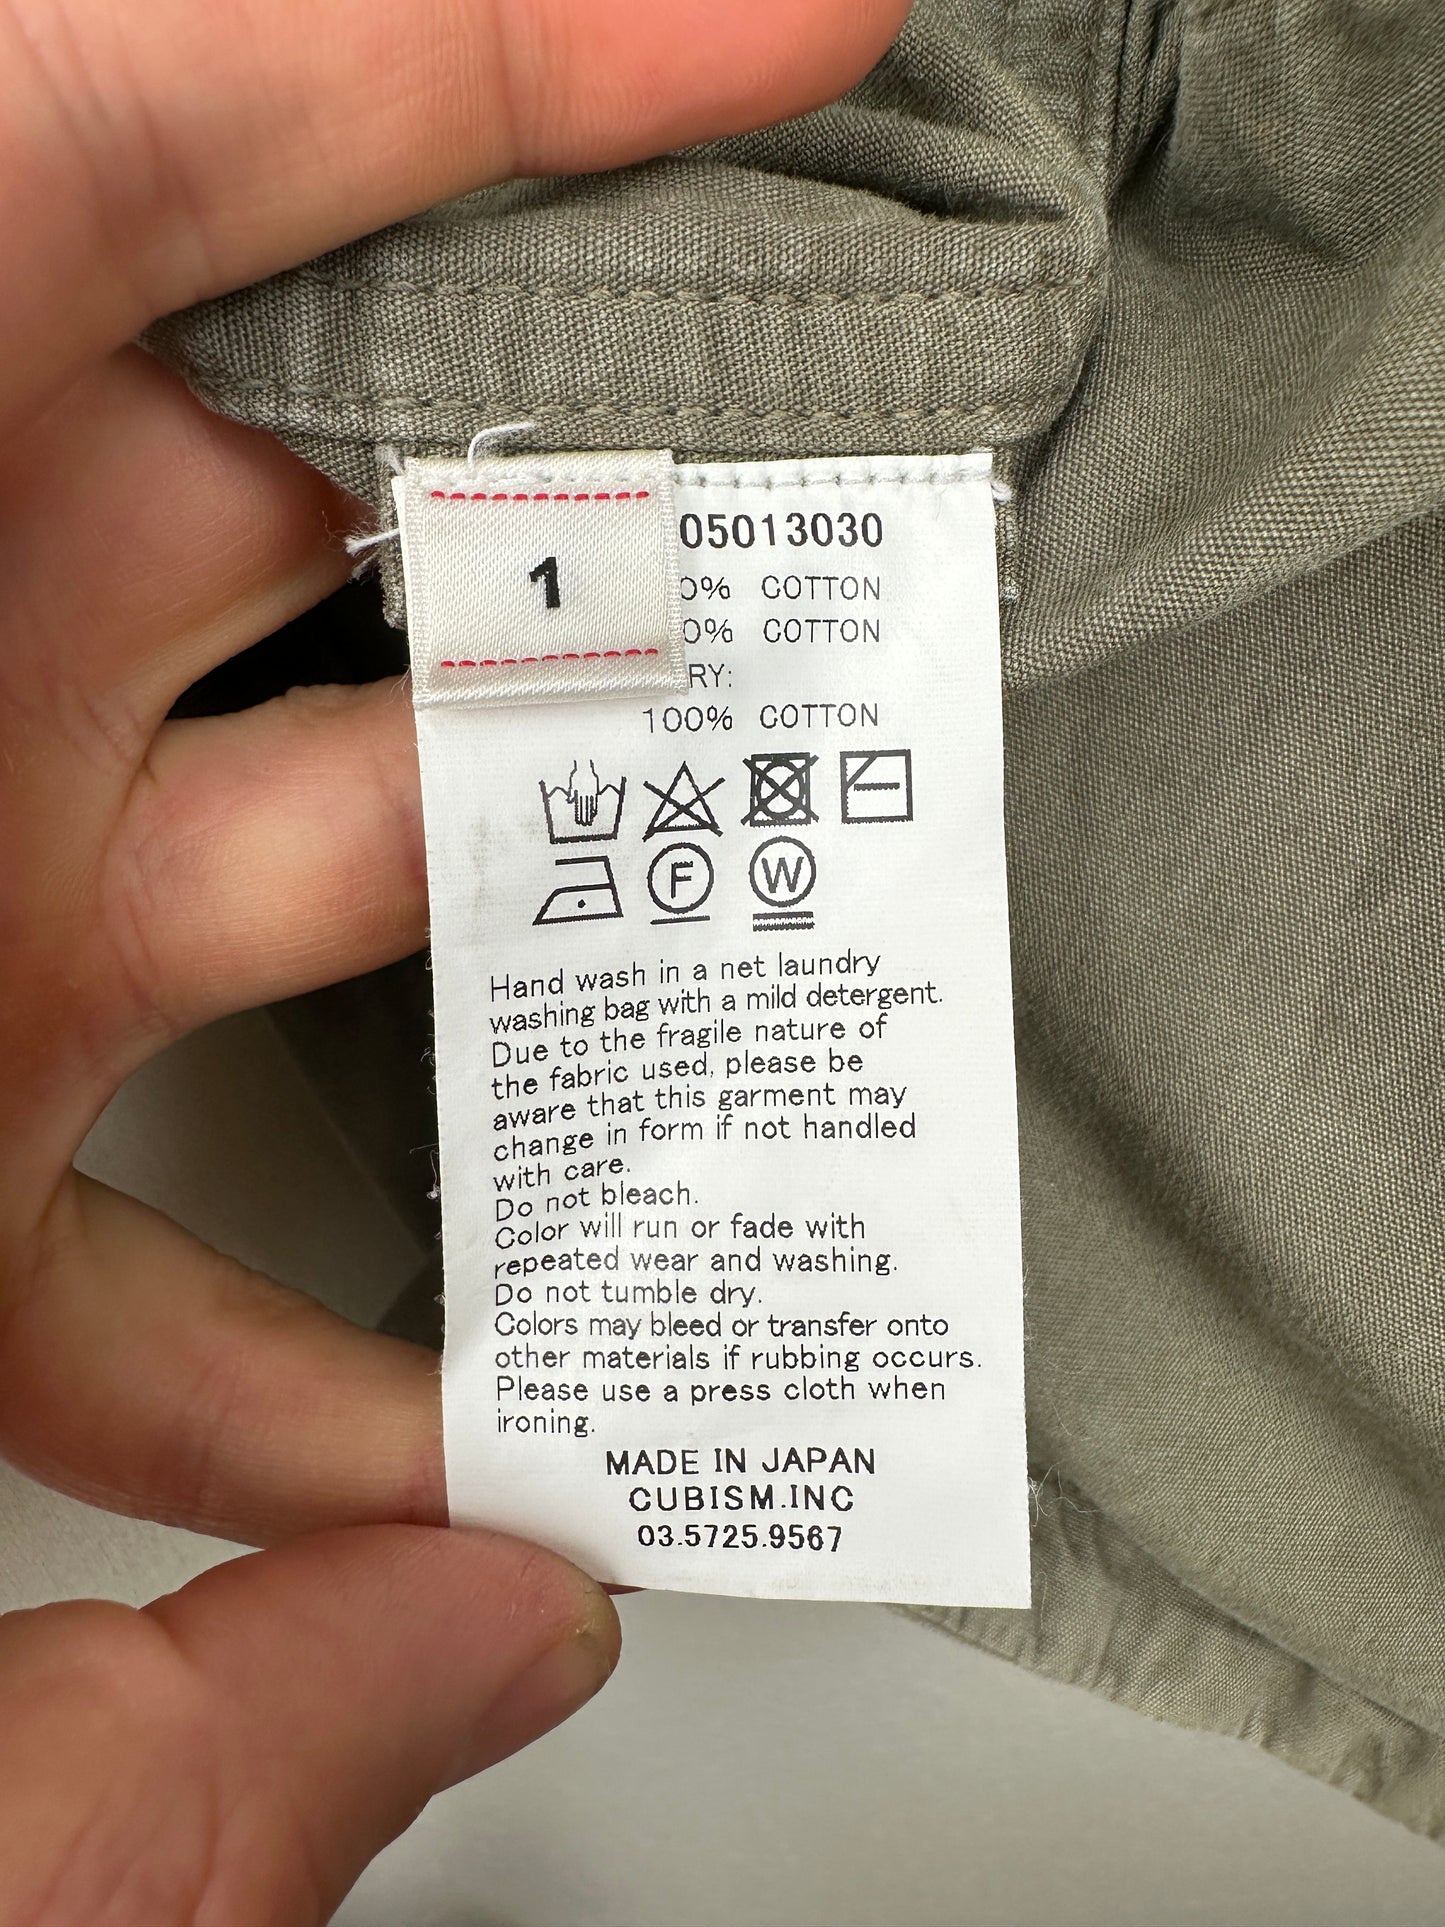 1
05013030
0% COTTON
0% COTTON
RY:
100% COTTON
F W
Hand wash in a net laundry
washing bag with a mild detergent.
Due to the fragile nature of
the fabric used, please be
aware that this garment may
change in form if not handled
with care.
Do not bleach.
Color will run or fade with
repeated wear and washing.
Do not tumble dry.
Colors may bleed or transfer onto
other materials if rubbing occurs.
Please use a press cloth when
ironing.
MADE IN JAPAN
CUBISM.INC
03.5725.9567